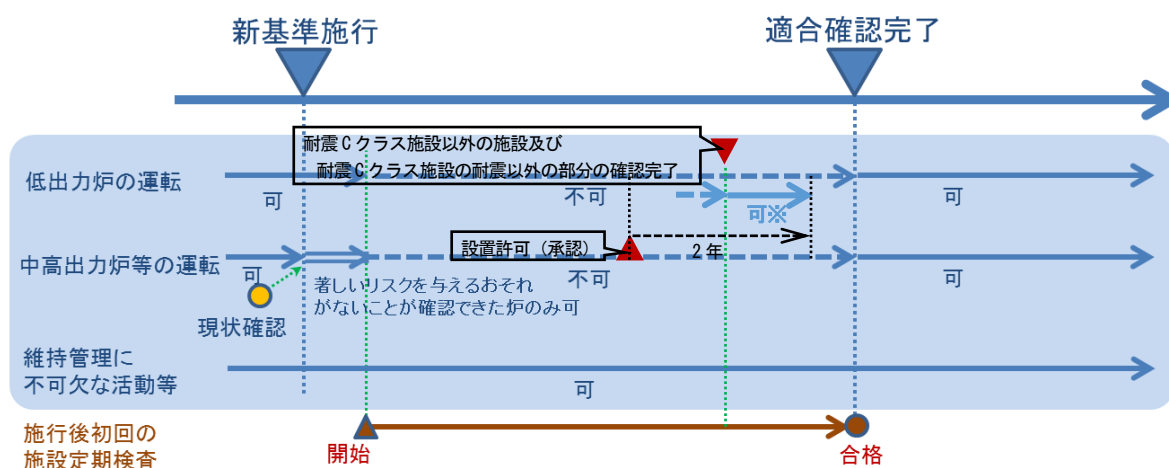 新基準施行
適合確認完了
耐震Cクラス施設以外の施設及び
耐震Cクラス施設の耐震以外の部分の確認完了
低出力炉の運転
可
不可
可※
可
設置許可（承認）
2年
中高出力炉等の運転
可
不可
可
著しいリスクを与えるおそれ
がないことが確認できた炉のみ可
現状確認
維持管理に
不可欠な活動等
可
施行後初回の
施設定期検査
開始
合格